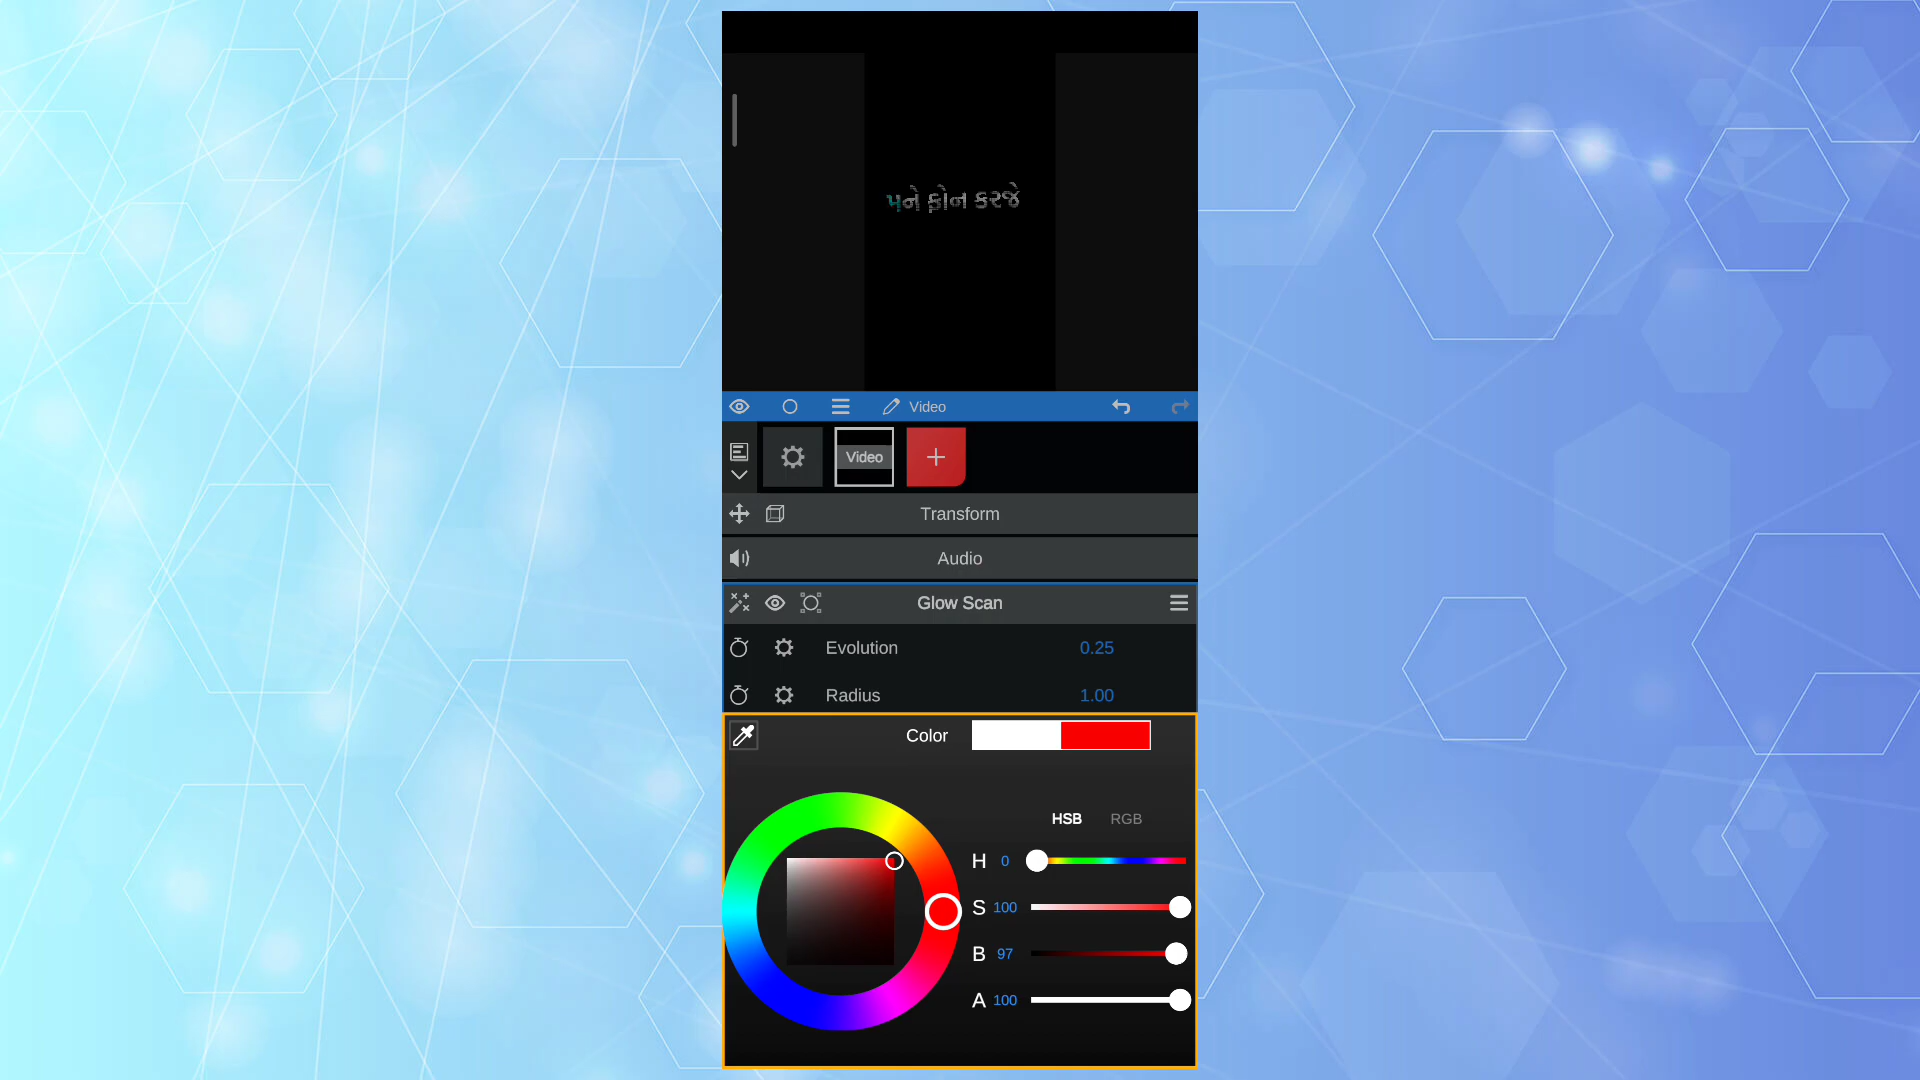 મને ફોન કરજે
Video
Video
Transform
Audio
Glow Scan
Evolution 0.25
Radius 1.00
Color
HSB RGB
H 0
S 100
B 97
A 100